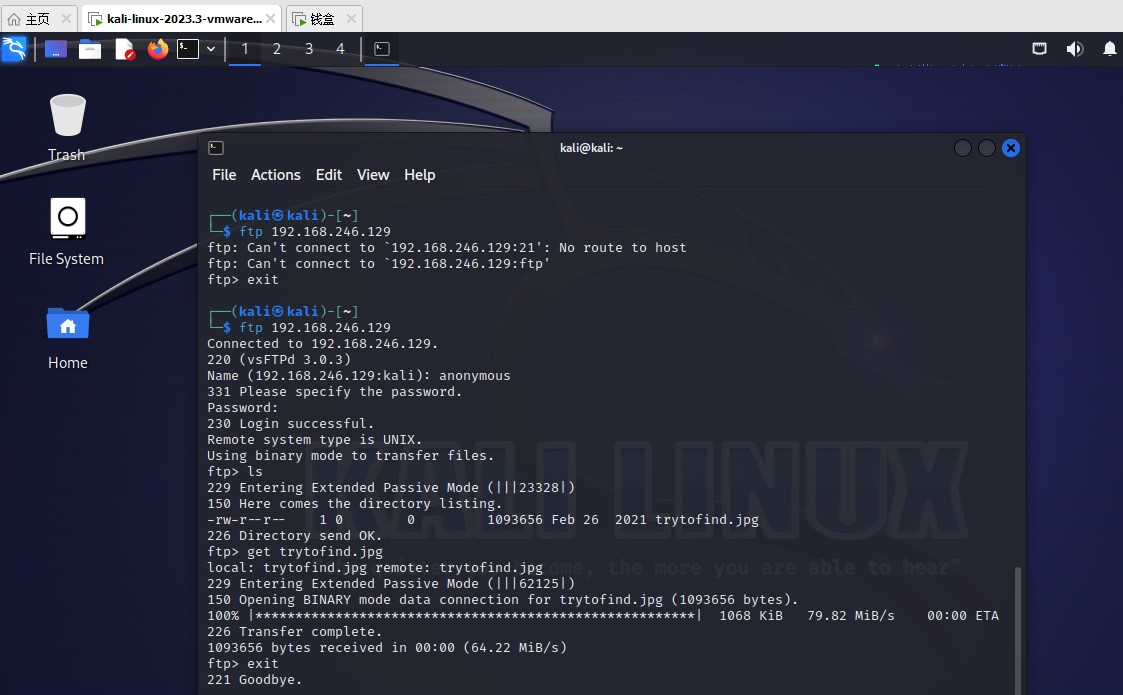 主页
kali-linux-2023.3-vmware...
钱盒
1 2 3 4
Trash
File System
Home
kali@kali: ~
File Actions Edit View Help
┌──(kali㉿kali)-[~]
└─$ ftp 192.168.246.129
ftp: Can't connect to `192.168.246.129:21': No route to host
ftp: Can't connect to `192.168.246.129:ftp'
ftp> exit
┌──(kali㉿kali)-[~]
└─$ ftp 192.168.246.129
Connected to 192.168.246.129.
220 (vsFTPd 3.0.3)
Name (192.168.246.129:kali): anonymous
331 Please specify the password.
Password:
230 Login successful.
Remote system type is UNIX.
Using binary mode to transfer files.
ftp> ls
229 Entering Extended Passive Mode (|||23328|)
150 Here comes the directory listing.
-rw-r--r-- 1 0 0 1093656 Feb 26 2021 trytofind.jpg
226 Directory send OK.
ftp> get trytofind.jpg
local: trytofind.jpg remote: trytofind.jpg
229 Entering Extended Passive Mode (|||62125|)
150 Opening BINARY mode data connection for trytofind.jpg (1093656 bytes).
100% |*******************************************************| 1068 KiB 79.82 MiB/s 00:00 ETA
226 Transfer complete.
1093656 bytes received in 00:00 (64.22 MiB/s)
ftp> exit
221 Goodbye.
KALI LINUX
ome, the more you are able to hear"